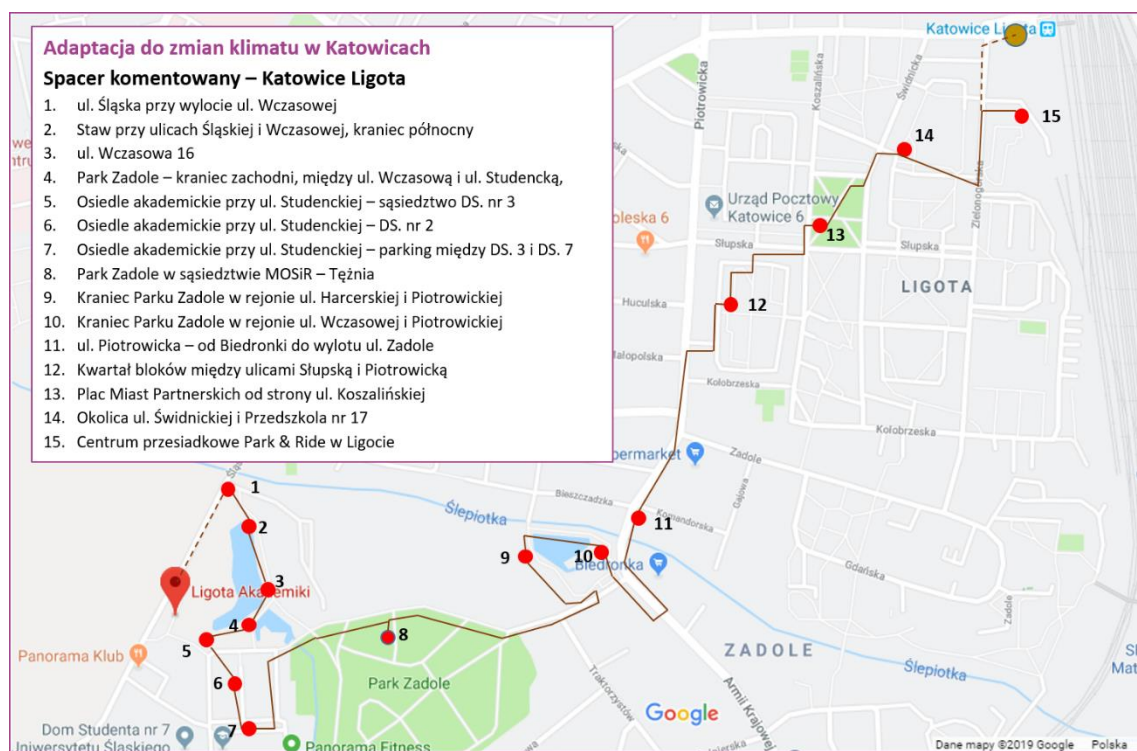 Adaptacja do zmian klimatu w Katowicach
Spacer komentowany – Katowice Ligota
1. ul. Śląska przy wylocie ul. Wczasowej
2. Staw przy ulicach Śląskiej i Wczasowej, kraniec północny
3. ul. Wczasowa 16
4. Park Zadole – kraniec zachodni, między ul. Wczasową i ul. Studencką,
5. Osiedle akademickie przy ul. Studenckiej – sąsiedztwo DS. nr 3
6. Osiedle akademickie przy ul. Studenckiej – DS. nr 2
7. Osiedle akademickie przy ul. Studenckiej – parking między DS. 3 i DS. 7
8. Park Zadole w sąsiedztwie MOSiR – Tężnia
9. Kraniec Parku Zadole w rejonie ul. Harcerskiej i Piotrowickiej
10. Kraniec Parku Zadole w rejonie ul. Wczasowej i Piotrowickiej
11. ul. Piotrowicka – od Biedronki do wylotu ul. Zadole
12. Kwartał bloków między ulicami Słupską i Piotrowicką
13. Plac Miast Partnerskich od strony ul. Koszalińskiej
14. Okolica ul. Świdnickiej i Przedszkola nr 17
15. Centrum przesiadkowe Park & Ride w Ligocie
Katowice Ligota
Piotrowicka
Koszalińska
Świdnicka
15
14
Zielonogórska
Urząd Pocztowy
Katowice 6
oleska 6
13
Słupska
Słupska
LIGOTA
Huculska
12
Małopolska
Kołobrzeska
Kołobrzeska
permarket
Zadole
Gajowa
1
Ślepiotka
Bieszczadzka
Komandorska
11
2
9
10
Biedronka
Gdańska
3
Ligota Akademiki
Zadole
4
5
8
ZADOLE
Ślepiotka
Panorama Klub
6
Park Zadole
Traktorzystów
Armii Krajowej
7
Dom Studenta nr 7
Uniwersytetu Śląskiego
Panorama Fitness
Google
Dane mapy ©2019 Google Polska